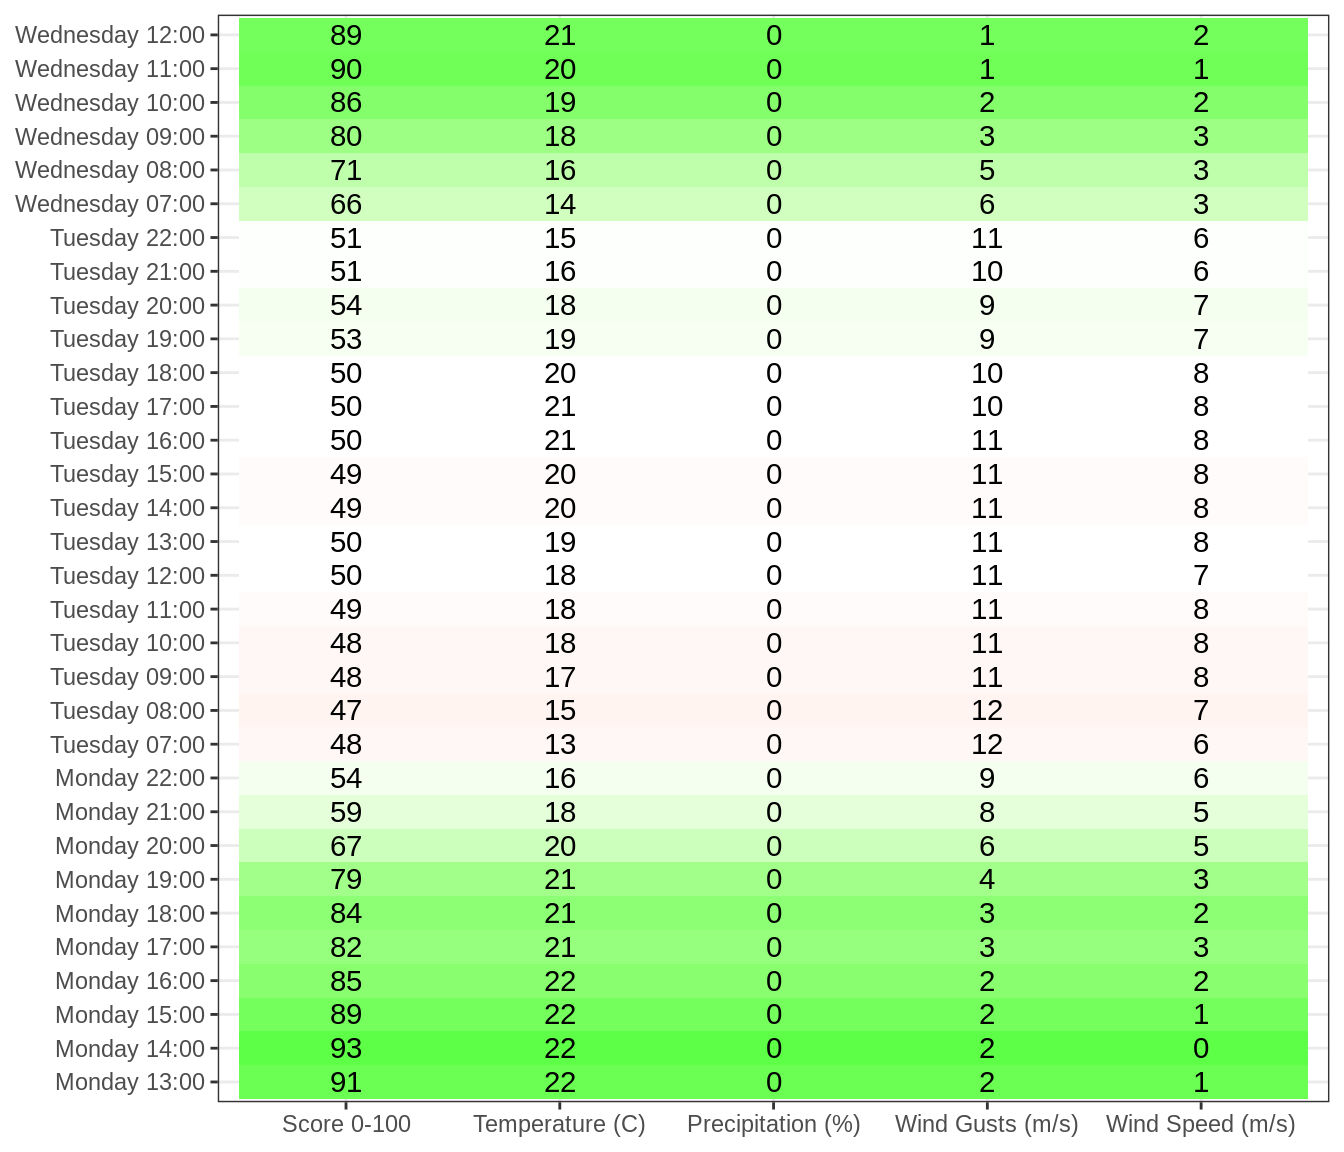 Wednesday 12:00 89 21 0 1 2
Wednesday 11:00 90 20 0 1 1
Wednesday 10:00 86 19 0 2 2
Wednesday 09:00 80 18 0 3 3
Wednesday 08:00 71 16 0 5 3
Wednesday 07:00 66 14 0 6 3
Tuesday 22:00 51 15 0 11 6
Tuesday 21:00 51 16 0 10 6
Tuesday 20:00 54 18 0 9 7
Tuesday 19:00 53 19 0 9 7
Tuesday 18:00 50 20 0 10 8
Tuesday 17:00 50 21 0 10 8
Tuesday 16:00 50 21 0 11 8
Tuesday 15:00 49 20 0 11 8
Tuesday 14:00 49 20 0 11 8
Tuesday 13:00 50 19 0 11 8
Tuesday 12:00 50 18 0 11 7
Tuesday 11:00 49 18 0 11 8
Tuesday 10:00 48 18 0 11 8
Tuesday 09:00 48 17 0 11 8
Tuesday 08:00 47 15 0 12 7
Tuesday 07:00 48 13 0 12 6
Monday 22:00 54 16 0 9 6
Monday 21:00 59 18 0 8 5
Monday 20:00 67 20 0 6 5
Monday 19:00 79 21 0 4 3
Monday 18:00 84 21 0 3 2
Monday 17:00 82 21 0 3 3
Monday 16:00 85 22 0 2 2
Monday 15:00 89 22 0 2 1
Monday 14:00 93 22 0 2 0
Monday 13:00 91 22 0 2 1
Score 0-100 Temperature (C) Precipitation (%) Wind Gusts (m/s) Wind Speed (m/s)